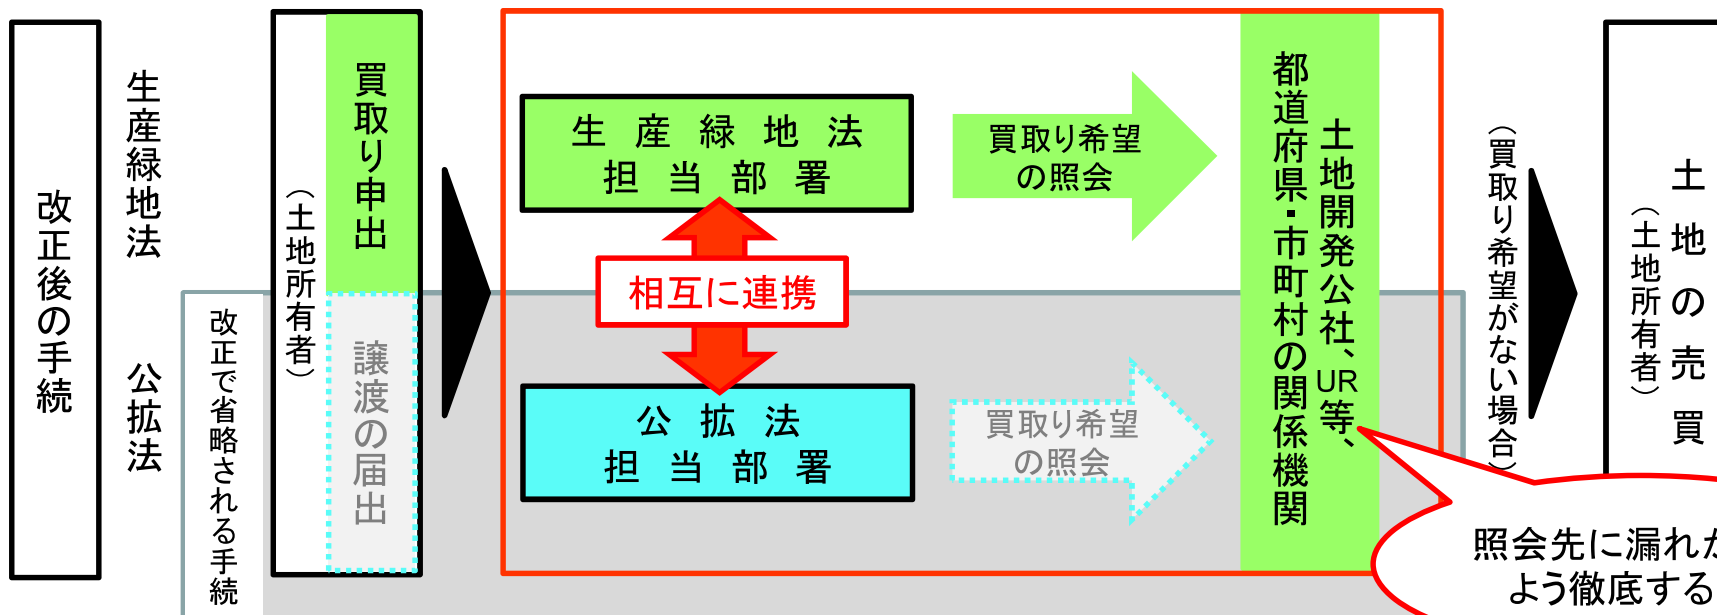 改正後の手続
生産緑地法
公拡法
改正で省略される手続
（土地所有者）
買取り申出
譲渡の届出
生産緑地法
担当部署
相互に連携
公拡法
担当部署
買取り希望
の照会
買取り希望
の照会
土地開発公社、UR等、
都道府県・市町村の関係機関
（買取り希望がない場合）
土地の売買
（土地所有者）
照会先に漏れが
よう徹底する